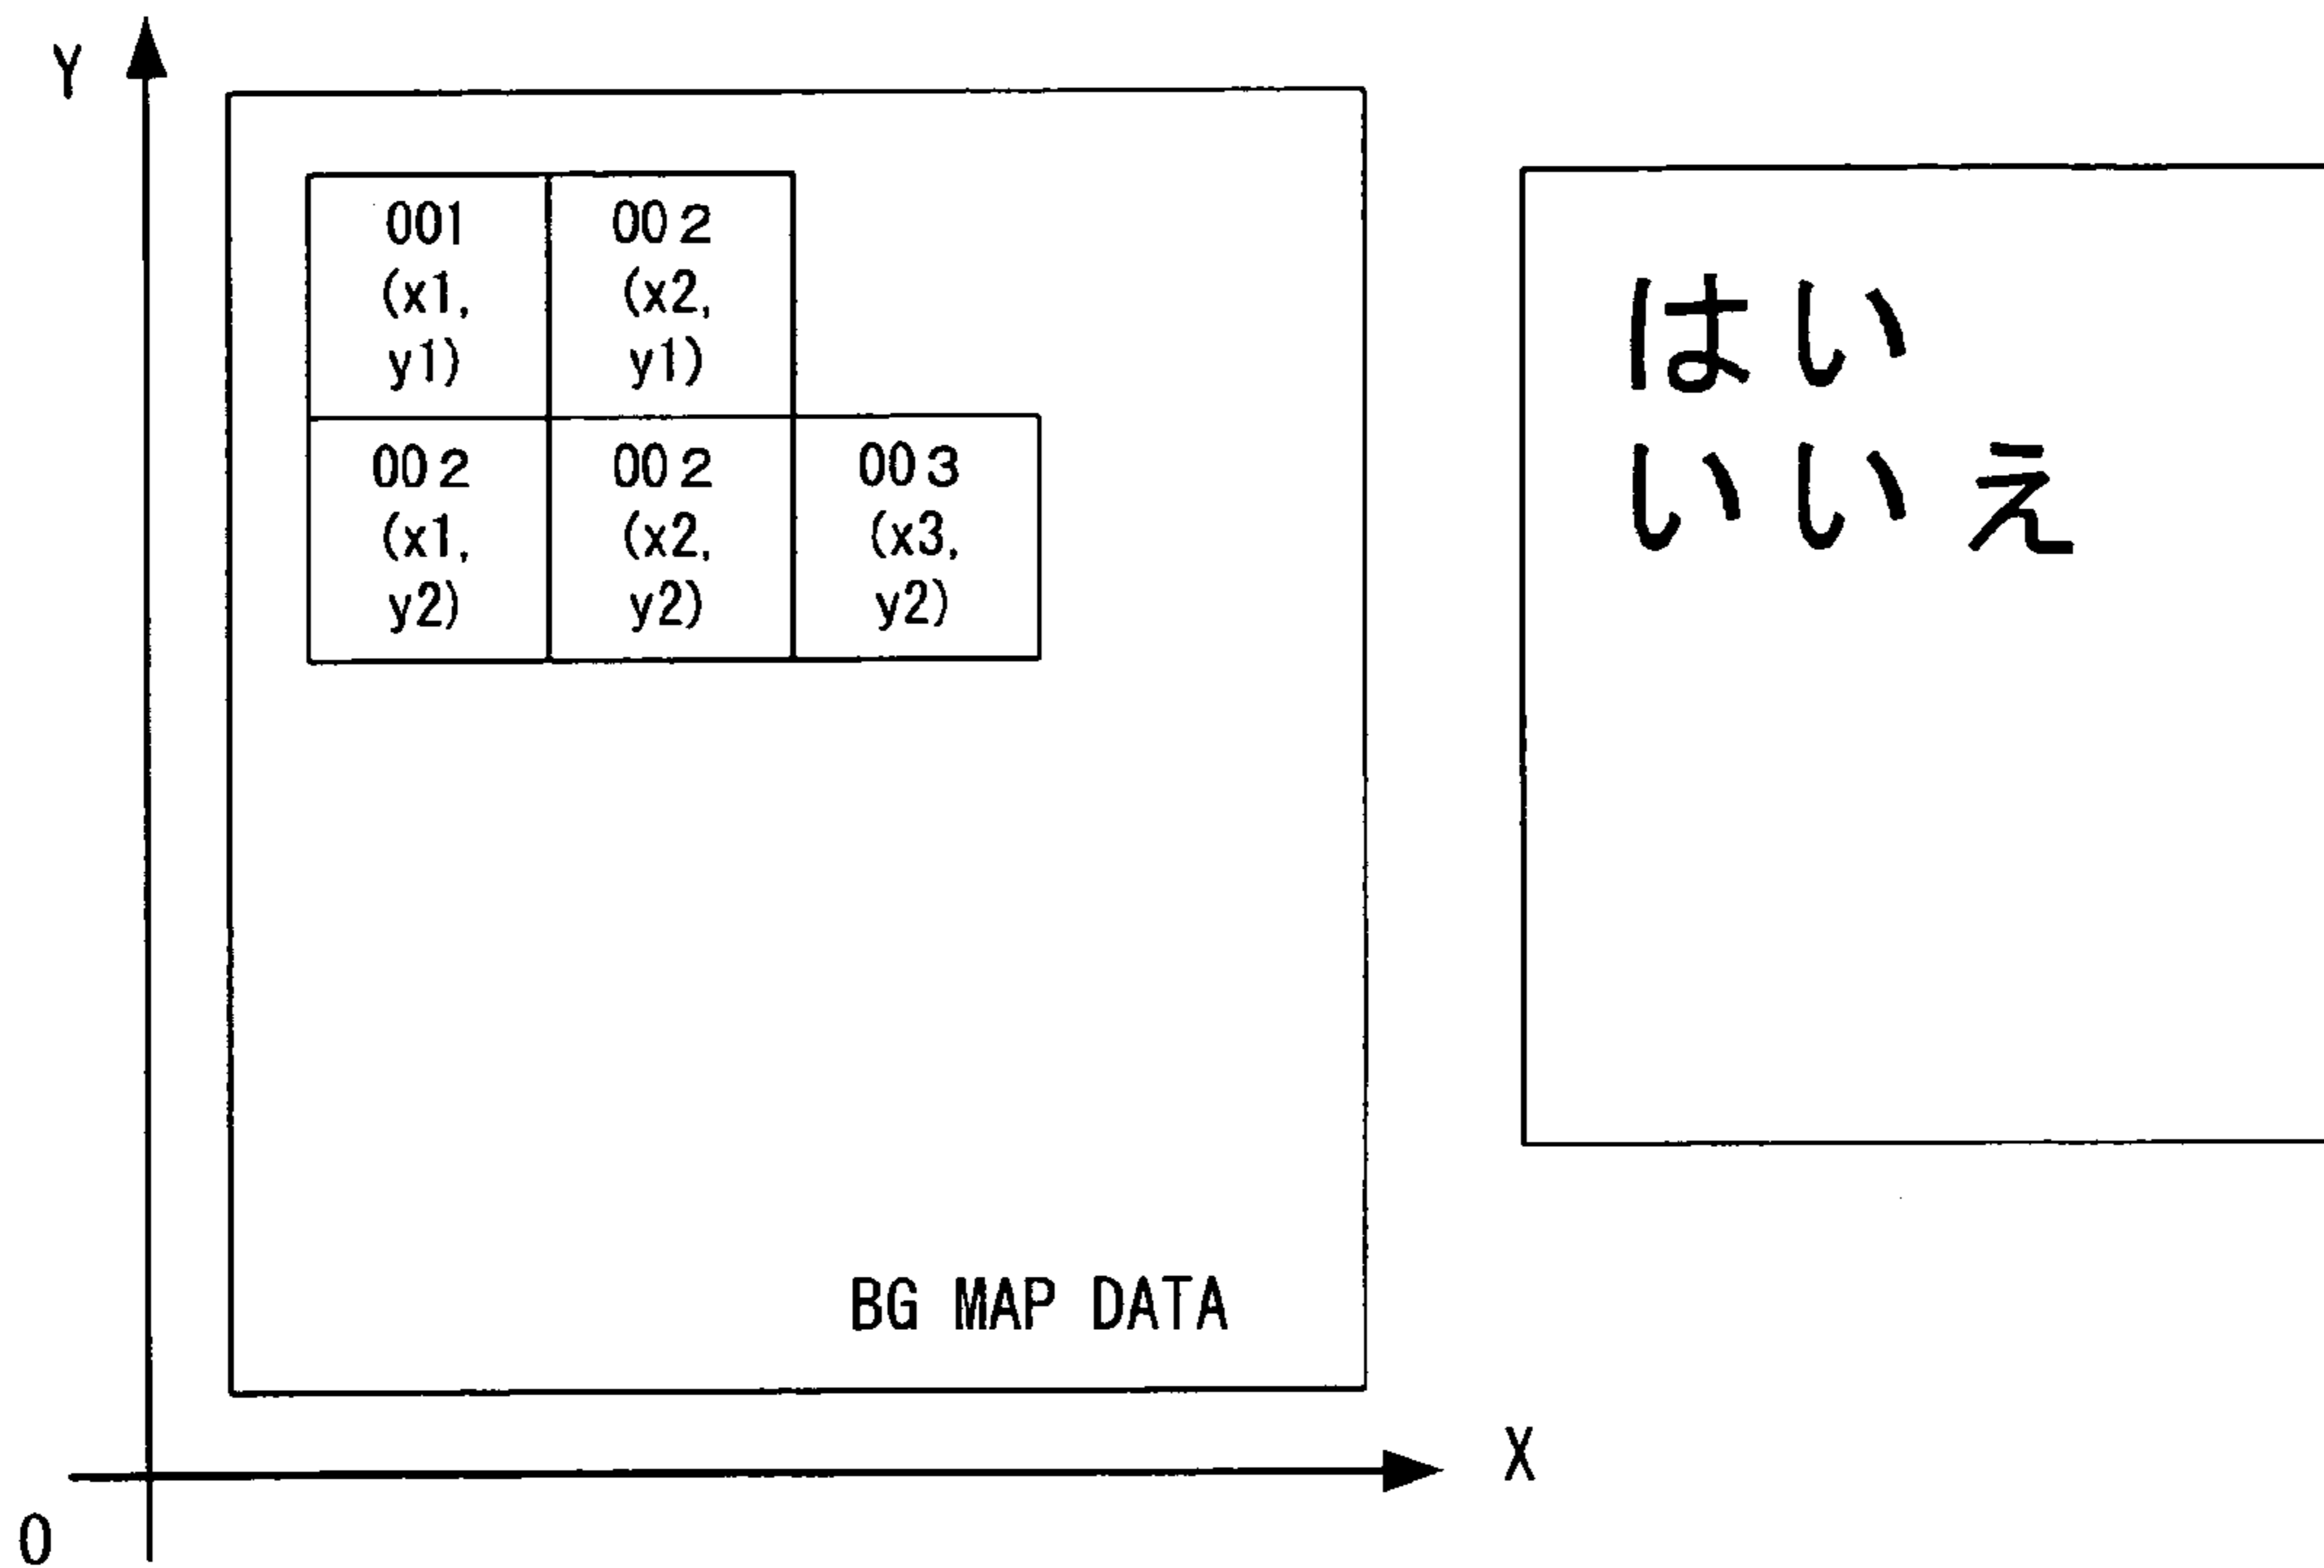 Y
001 002
(x1, (x2,
y1) y1)
002 002 003
(x1, (x2, (x3,
y2) y2) y2)
BG MAP DATA
X
0
はい
いいえ